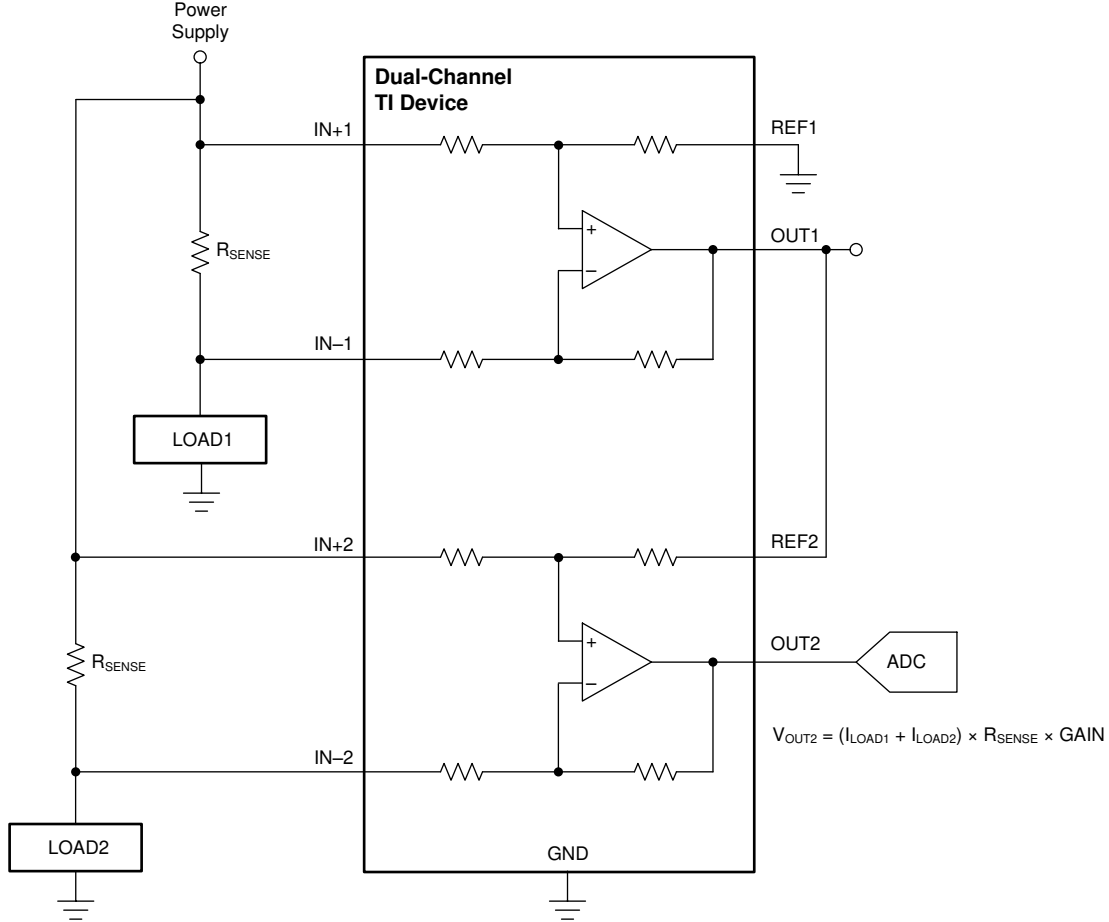 Power
Supply
Dual-Channel
TI Device
IN+1
REF1
+
OUT1
RSENSE
–
IN–1
LOAD1
IN+2
REF2
+
OUT2
ADC
RSENSE
–
VOUT2 = (ILOAD1 + ILOAD2) × RSENSE × GAIN
IN–2
LOAD2
GND